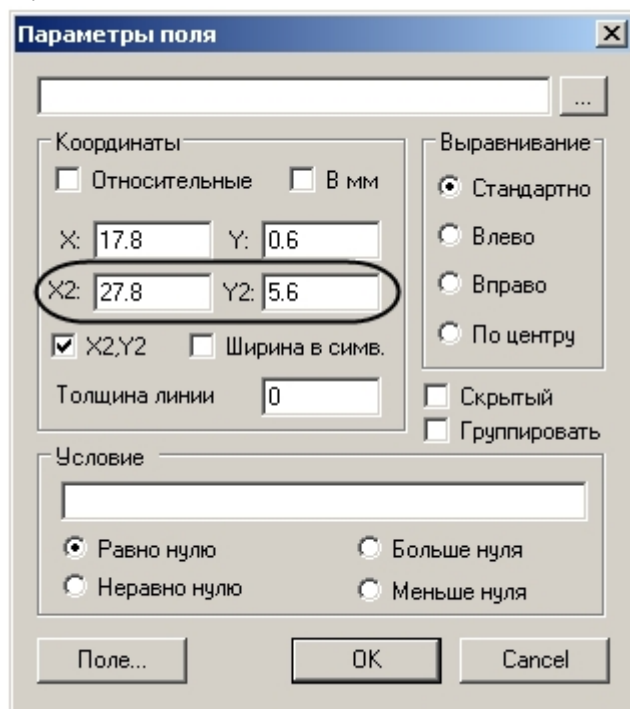 Параметры поля
...
Координаты
Относительные В мм
X: 17.8 Y: 0.6
X2: 27.8 Y2: 5.6
X2,Y2 Ширина в симв.
Толщина линии 0
Выравнивание
Стандартно
Влево
Вправо
По центру
Скрытый
Группировать
Условие
Равно нулю Больше нуля
Неравно нулю Меньше нуля
Поле... OK Cancel